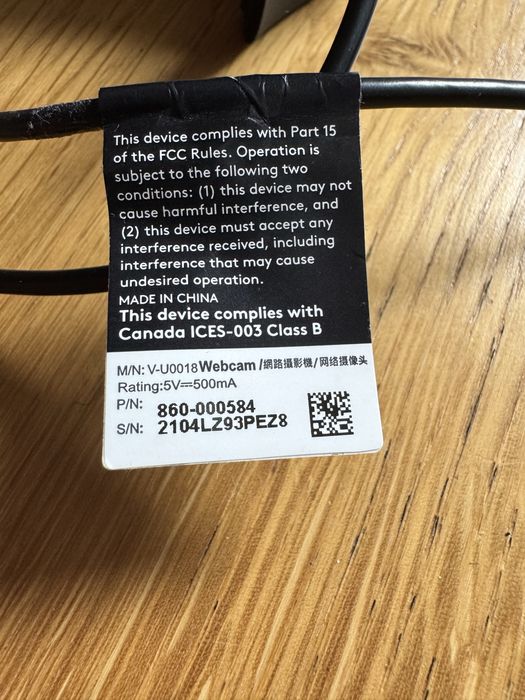 This device complies with Part 15
of the FCC Rules. Operation is
subject to the following two
conditions: (1) this device may not
cause harmful interference, and
(2) this device must accept any
interference received, including
interference that may cause
undesired operation.
MADE IN CHINA
This device complies with
Canada ICES-003 Class B
M/N: V-U0018 Webcam /網路攝影機/网络摄像头
Rating:5V⎓500mA
P/N: 860-000584
S/N: 2104LZ93PEZ8